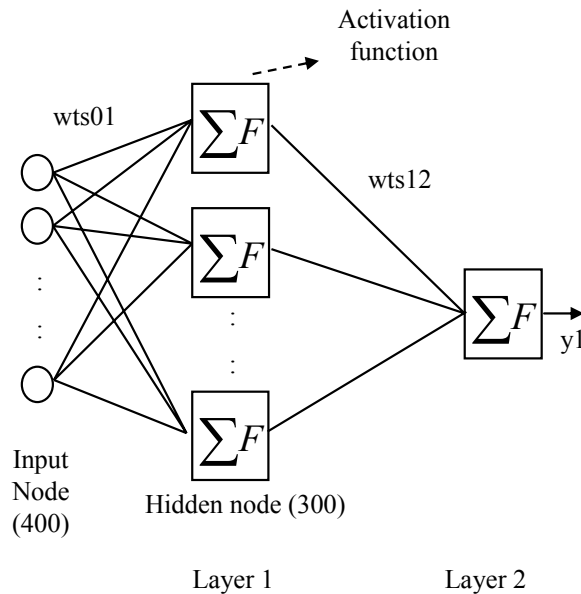 Activation
function
wts01
∑F
wts12
∑F
∑F
y1
∑F
Input
Node
(400)
Hidden node (300)
Layer 1
Layer 2